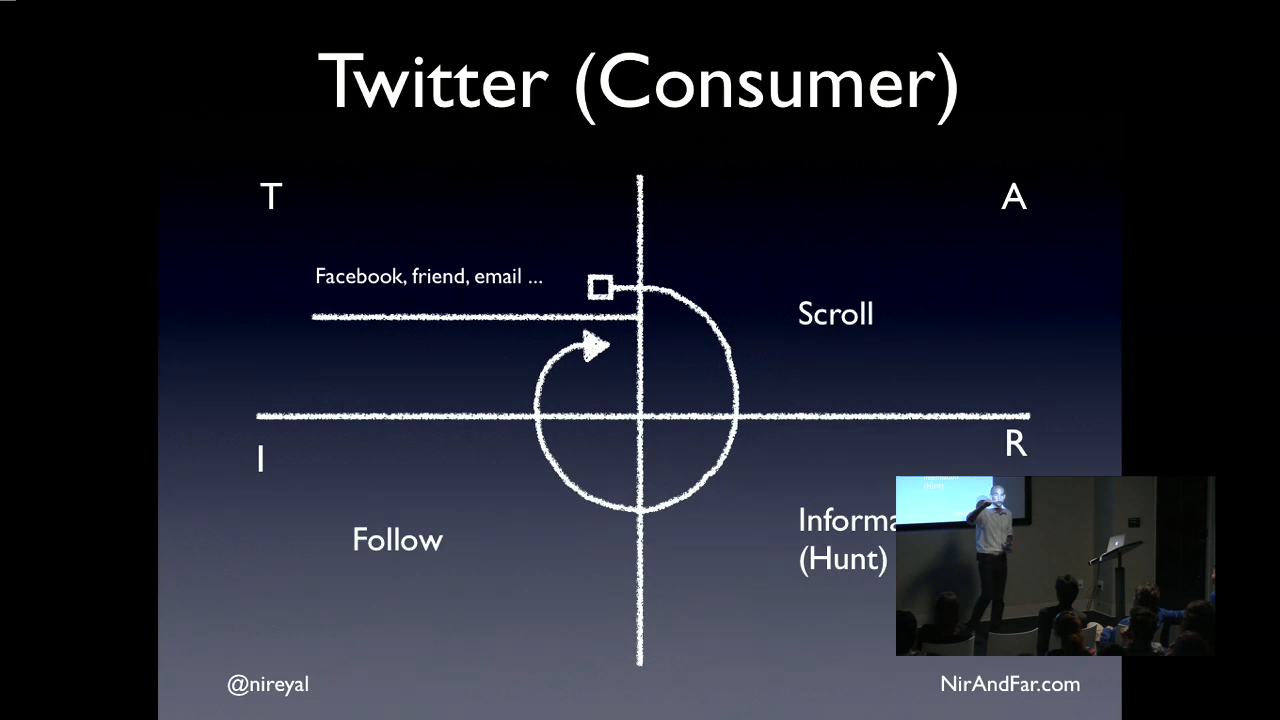 Twitter (Consumer)
T
A
Facebook, friend, email ...
Scroll
I
R
Follow
Informa
(Hunt)
@nireyal
NirAndFar.com